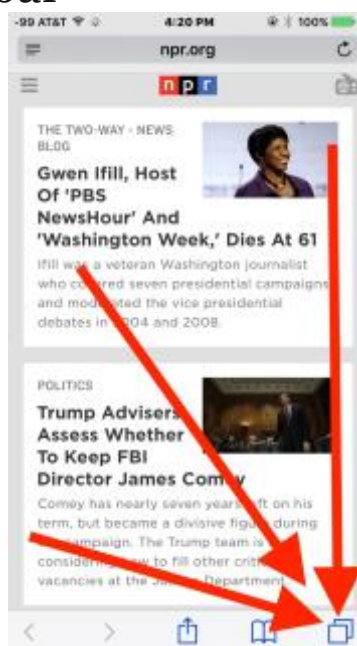 -99 AT&T 4:20 PM 100%
npr.org
n p r
THE TWO-WAY - NEWS
BLOG
Gwen Ifill, Host
Of 'PBS
NewsHour' And
'Washington Week,' Dies At 61
Ifill was a veteran Washington journalist
who covered seven presidential campaigns
and moderated the vice presidential
debates in 2004 and 2008.
POLITICS
Trump Advisers
Assess Whether
To Keep FBI
Director James Comey
Comey has nearly seven years left on his
term, but became a divisive figure during
campaign. The Trump team is
considering how to fill other
vacancies at the Department